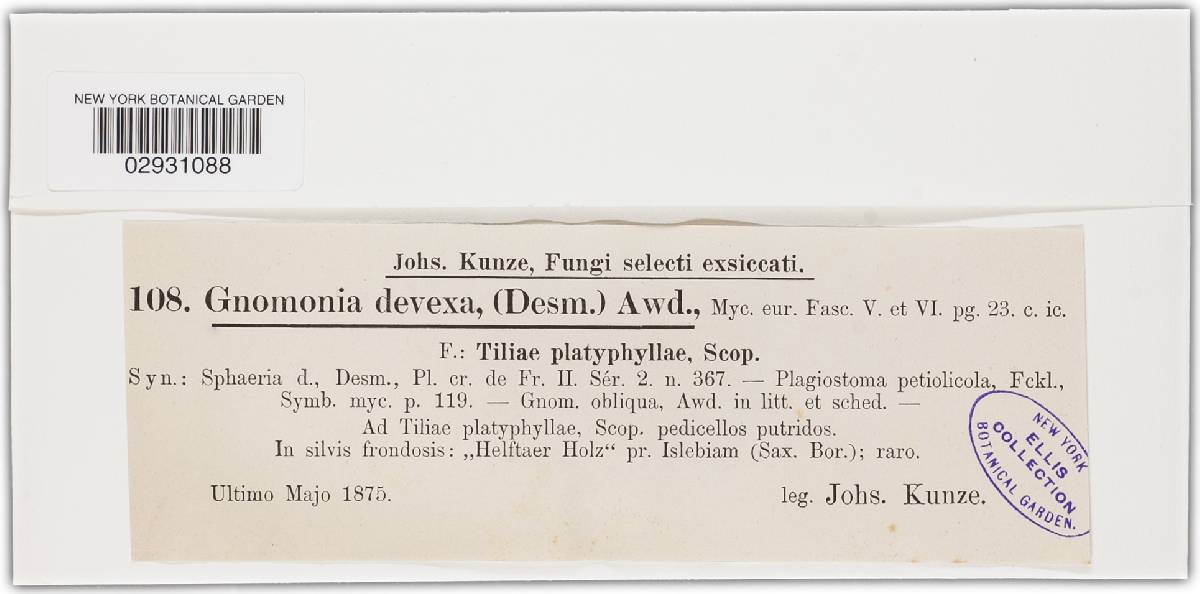 NEW YORK BOTANICAL GARDEN
02931088
Johs. Kunze, Fungi selecti exsiccati.
108. Gnomonia devexa, (Desm.) Awd., Myc. eur. Fasc. V. et VI. pg. 23. c. ic.
F.: Tiliae platyphyllae, Scop.
Syn.: Sphaeria d., Desm., Pl. cr. de Fr. II. Sér. 2. n. 367. — Plagiostoma petiolicola, Fckl.,
Symb. myc. p. 119. — Gnom. obliqua, Awd. in litt. et sched. —
Ad Tiliae platyphyllae, Scop. pedicellos putridos.
In silvis frondosis: „Helftaer Holz“ pr. Islebiam (Sax. Bor.); raro.
Ultimo Majo 1875.
leg. Johs. Kunze.
NEW YORK
ELLIS
COLLECTION
BOTANICAL GARDEN.